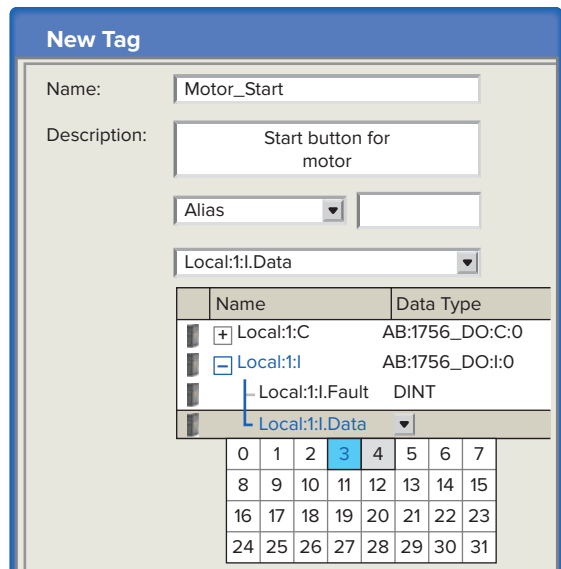 New Tag
Name: Motor_Start
Description: Start button for
motor
Alias
Local:1:I.Data
Name Data Type
+ Local:1:C AB:1756_DO:C:0
− Local:1:I AB:1756_DO:I:0
Local:1:I.Fault DINT
Local:1:I.Data
0 1 2 3 4 5 6 7
8 9 10 11 12 13 14 15
16 17 18 19 20 21 22 23
24 25 26 27 28 29 30 31